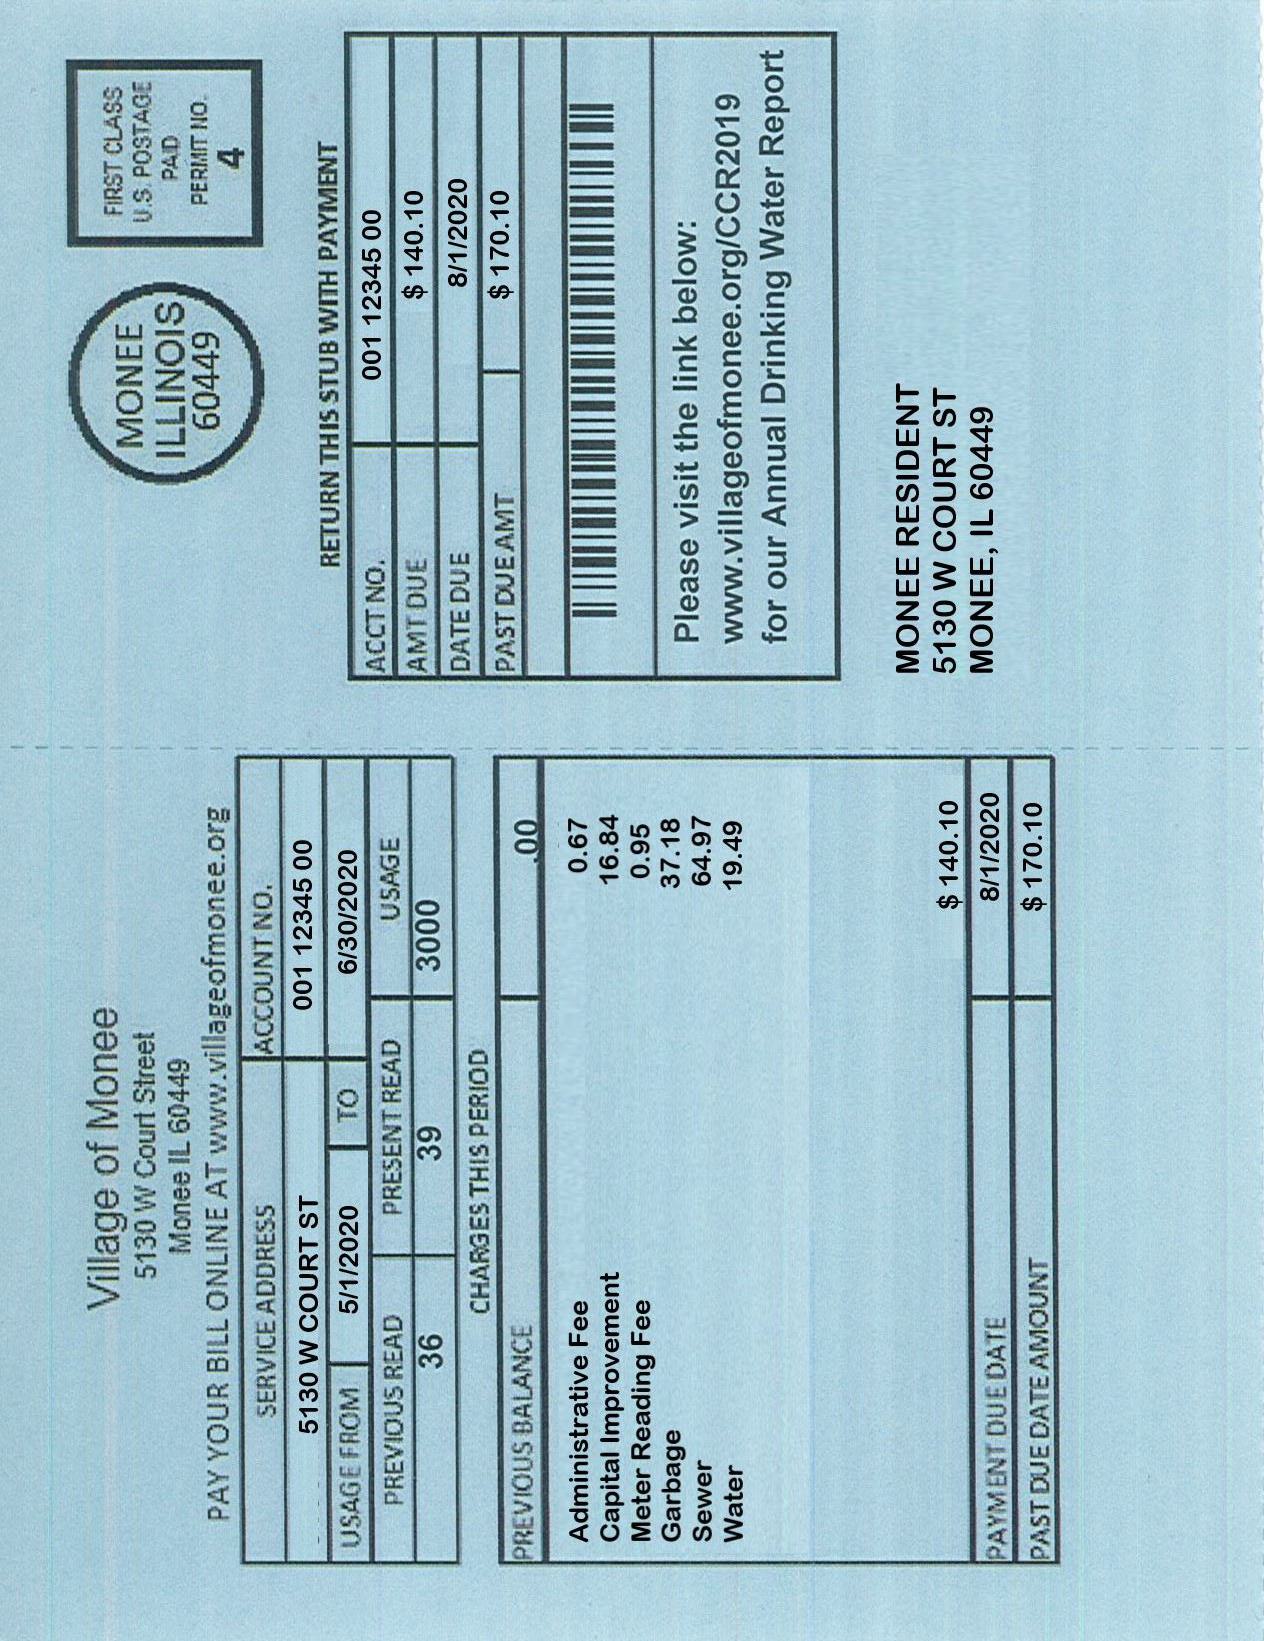 Village of Monee
5130 W Court Street
Monee IL 60449
PAY YOUR BILL ONLINE AT www.villageofmonee.org
SERVICE ADDRESS ACCOUNT NO.
5130 W COURT ST 001 12345 00
USAGE FROM 5/1/2020 TO 6/30/2020
PREVIOUS READ PRESENT READ USAGE
36 39 3000
CHARGES THIS PERIOD
PREVIOUS BALANCE .00
Administrative Fee 0.67
Capital Improvement 16.84
Meter Reading Fee 0.95
Garbage 37.18
Sewer 64.97
Water 19.49
$ 140.10
PAYMENT DUE DATE 8/1/2020
PAST DUE DATE AMOUNT $ 170.10
MONEE
ILLINOIS
60449
FIRST CLASS
U.S. POSTAGE
PAID
PERMIT NO.
4
RETURN THIS STUB WITH PAYMENT
ACCT NO. 001 12345 00
AMT DUE $ 140.10
DATE DUE 8/1/2020
PAST DUE AMT $ 170.10
Please visit the link below:
www.villageofmonee.org/CCR2019
for our Annual Drinking Water Report
MONEE RESIDENT
5130 W COURT ST
MONEE, IL 60449